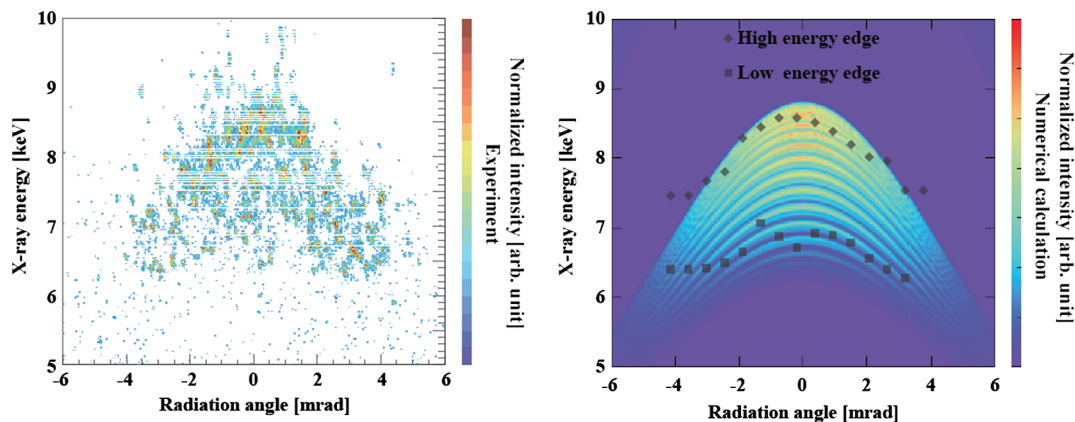 10
9
8
7
6
5
X-ray energy [keV]
-6 -4 -2 0 2 4 6
Radiation angle [mrad]
Normalized intensity [arb. unit]
Experiment
10
9
8
7
6
5
X-ray energy [keV]
High energy edge
Low energy edge
-6 -4 -2 0 2 4 6
Radiation angle [mrad]
Normalized intensity [arb. unit]
Numerical calculation